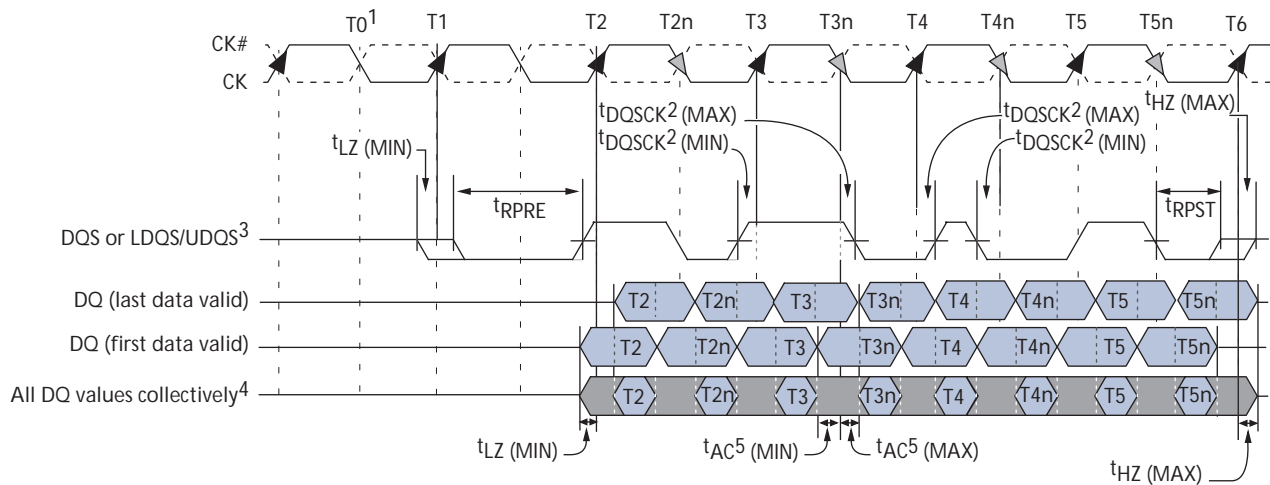 T0¹ T1 T2 T2n T3 T3n T4 T4n T5 T5n T6
CK#
CK
tLZ (MIN)
tDQSCK² (MAX)
tDQSCK² (MIN)
tDQSCK² (MAX)
tDQSCK² (MIN)
tHZ (MAX)
tRPRE
tRPST
DQS or LDQS/UDQS³
DQ (last data valid) T2 T2n T3 T3n T4 T4n T5 T5n
DQ (first data valid) T2 T2n T3 T3n T4 T4n T5 T5n
All DQ values collectively⁴ T2 T2n T3 T3n T4 T4n T5 T5n
tLZ (MIN) tAC⁵ (MIN) tAC⁵ (MAX) tHZ (MAX)